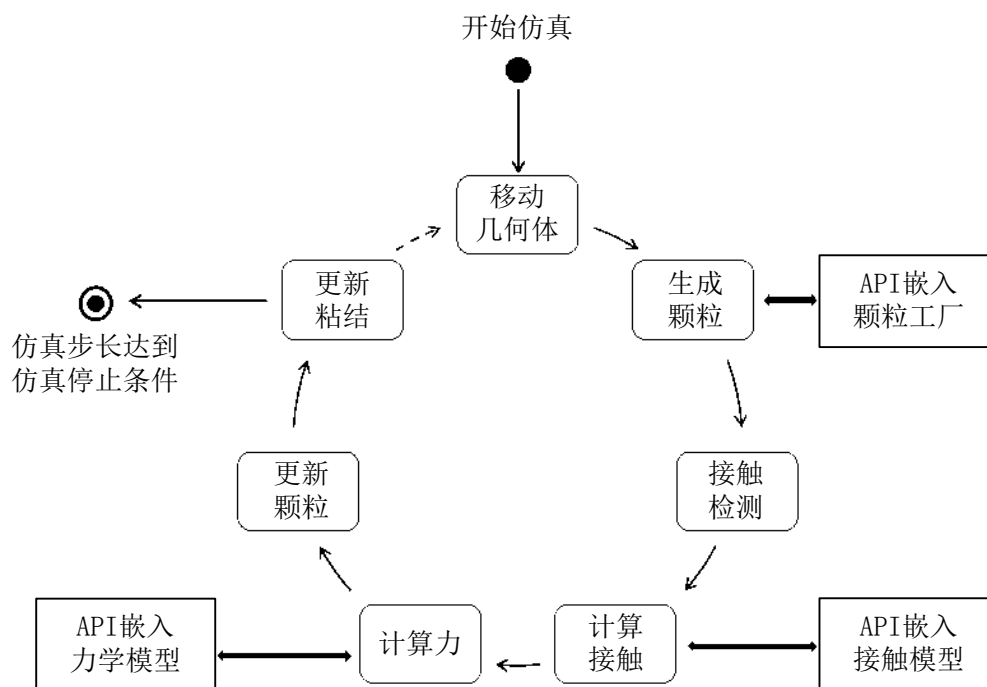 开始仿真
移动
几何体
更新
粘结
生成
颗粒
API嵌入
颗粒工厂
仿真步长达到
仿真停止条件
更新
颗粒
接触
检测
API嵌入
力学模型
计算力
计算
接触
API嵌入
接触模型